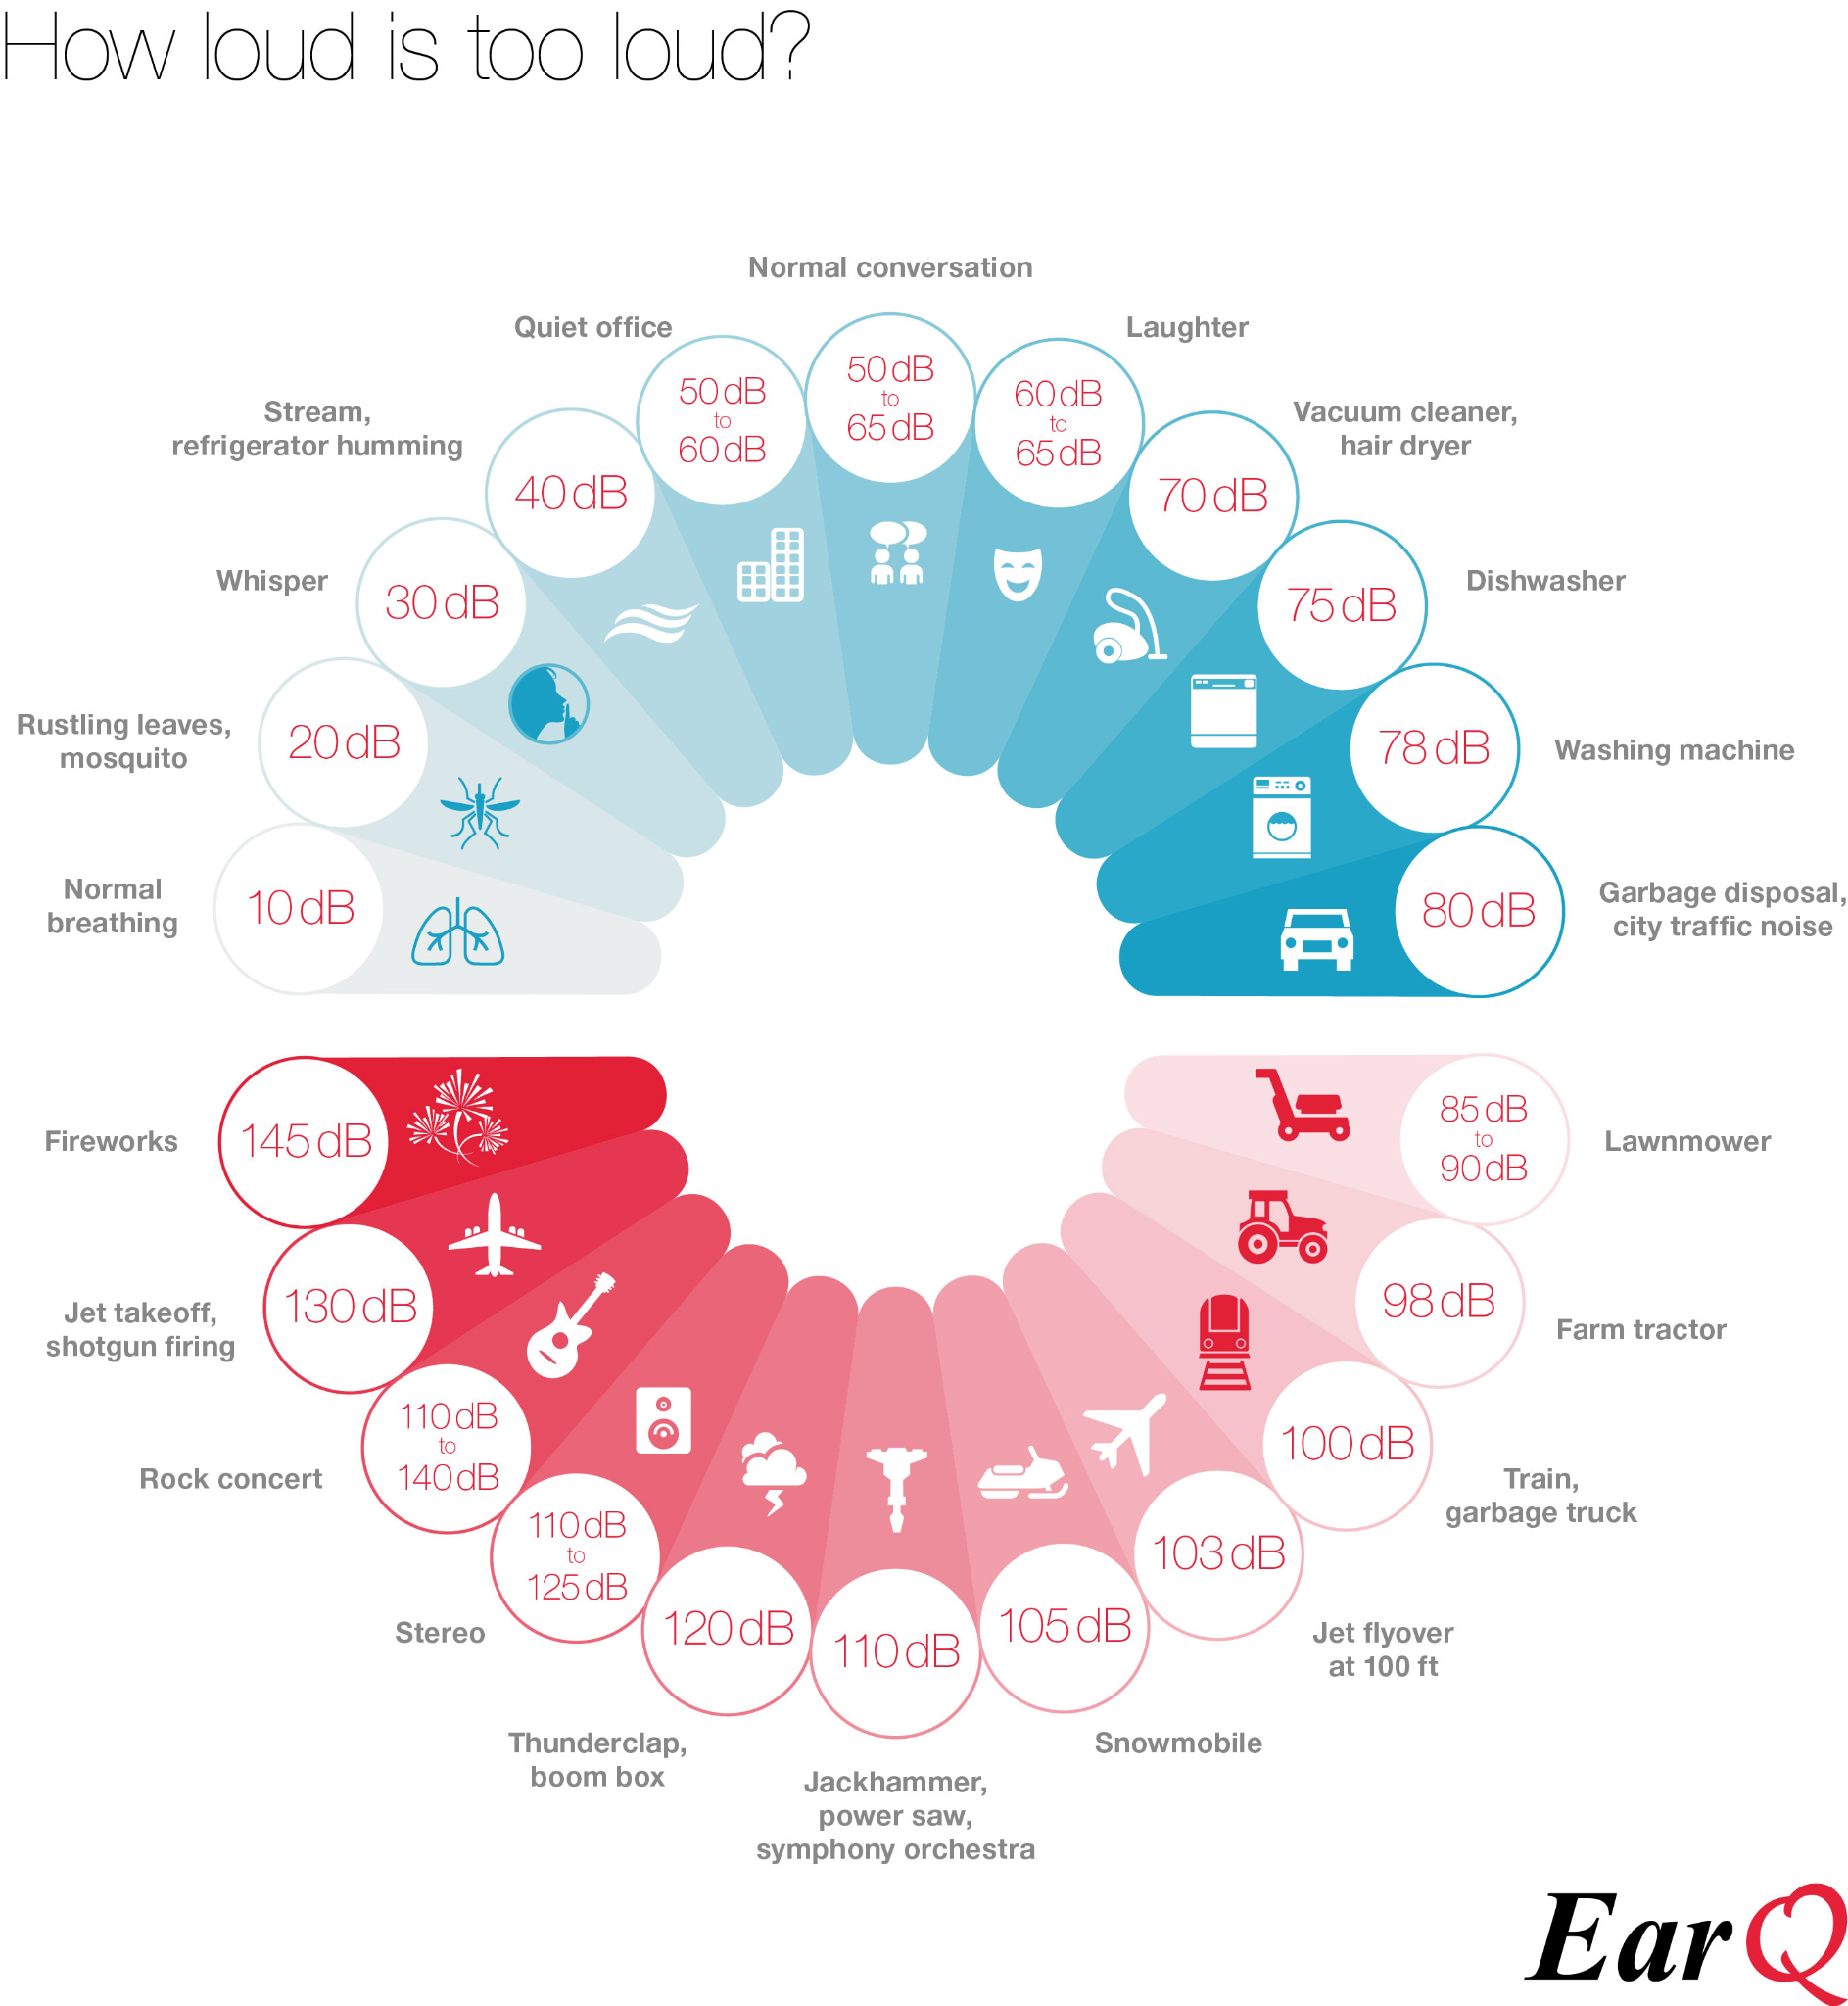 How loud is too loud?
Normal
breathing
10 dB
Rustling leaves,
mosquito
20 dB
Whisper
30 dB
Stream,
refrigerator humming
40 dB
Quiet office
50 dB
to
60 dB
Normal conversation
50 dB
to
65 dB
Laughter
60 dB
to
65 dB
Vacuum cleaner,
hair dryer
70 dB
Dishwasher
75 dB
Washing machine
78 dB
Garbage disposal,
city traffic noise
80 dB
Lawnmower
85 dB
to
90 dB
Farm tractor
98 dB
Train,
garbage truck
100 dB
Jet flyover
at 100 ft
103 dB
Snowmobile
105 dB
Jackhammer,
power saw,
symphony orchestra
110 dB
Thunderclap,
boom box
120 dB
Stereo
110 dB
to
125 dB
Rock concert
110 dB
to
140 dB
Jet takeoff,
shotgun firing
130 dB
Fireworks
145 dB
EarQ